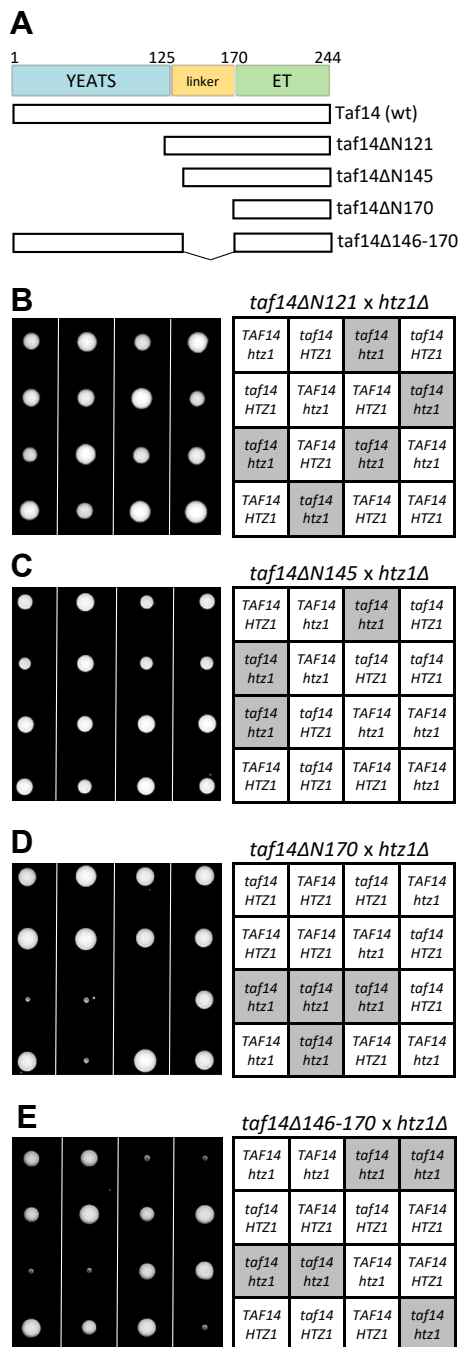 A
1 125 170 244
YEATS linker ET
Taf14 (wt)
taf14ΔN121
taf14ΔN145
taf14ΔN170
taf14Δ146-170
B
taf14ΔN121 x htz1Δ
TAF14 taf14 taf14 taf14
htz1 HTZ1 htz1 HTZ1
taf14 TAF14 TAF14 taf14
HTZ1 htz1 HTZ1 htz1
taf14 TAF14 taf14 TAF14
htz1 HTZ1 htz1 htz1
TAF14 taf14 TAF14 TAF14
HTZ1 htz1 HTZ1 HTZ1
C
taf14ΔN145 x htz1Δ
TAF14 TAF14 taf14 taf14
HTZ1 htz1 htz1 HTZ1
taf14 TAF14 taf14 taf14
htz1 htz1 HTZ1 HTZ1
taf14 taf14 TAF14 TAF14
htz1 HTZ1 htz1 htz1
TAF14 taf14 TAF14 TAF14
HTZ1 HTZ1 HTZ1 htz1
D
taf14ΔN170 x htz1Δ
taf14 TAF14 taf14 TAF14
HTZ1 HTZ1 HTZ1 htz1
TAF14 TAF14 TAF14 taf14
HTZ1 HTZ1 htz1 HTZ1
taf14 taf14 taf14 taf14
htz1 htz1 htz1 HTZ1
TAF14 taf14 TAF14 TAF14
htz1 htz1 HTZ1 htz1
E
taf14Δ146-170 x htz1Δ
TAF14 TAF14 taf14 taf14
htz1 htz1 htz1 htz1
taf14 TAF14 taf14 TAF14
HTZ1 HTZ1 HTZ1 HTZ1
taf14 taf14 TAF14 TAF14
htz1 htz1 htz1 HTZ1
TAF14 taf14 TAF14 taf14
HTZ1 HTZ1 HTZ1 htz1